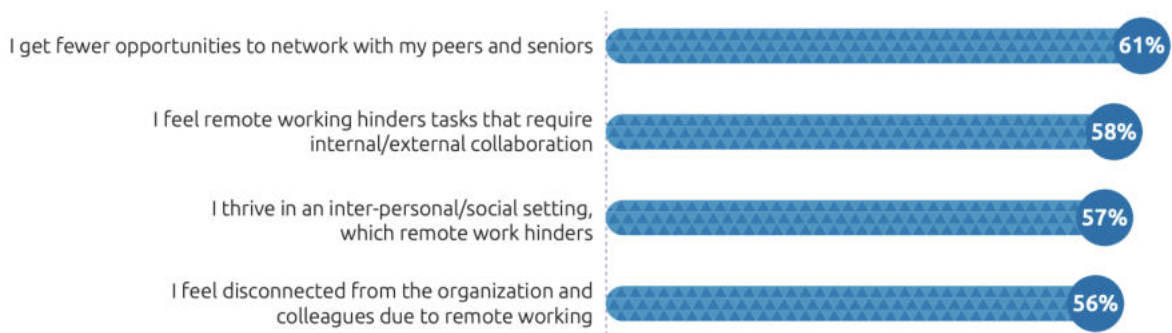 I get fewer opportunities to network with my peers and seniors
61%
I feel remote working hinders tasks that require
internal/external collaboration
58%
I thrive in an inter-personal/social setting,
which remote work hinders
57%
I feel disconnected from the organization and
colleagues due to remote working
56%